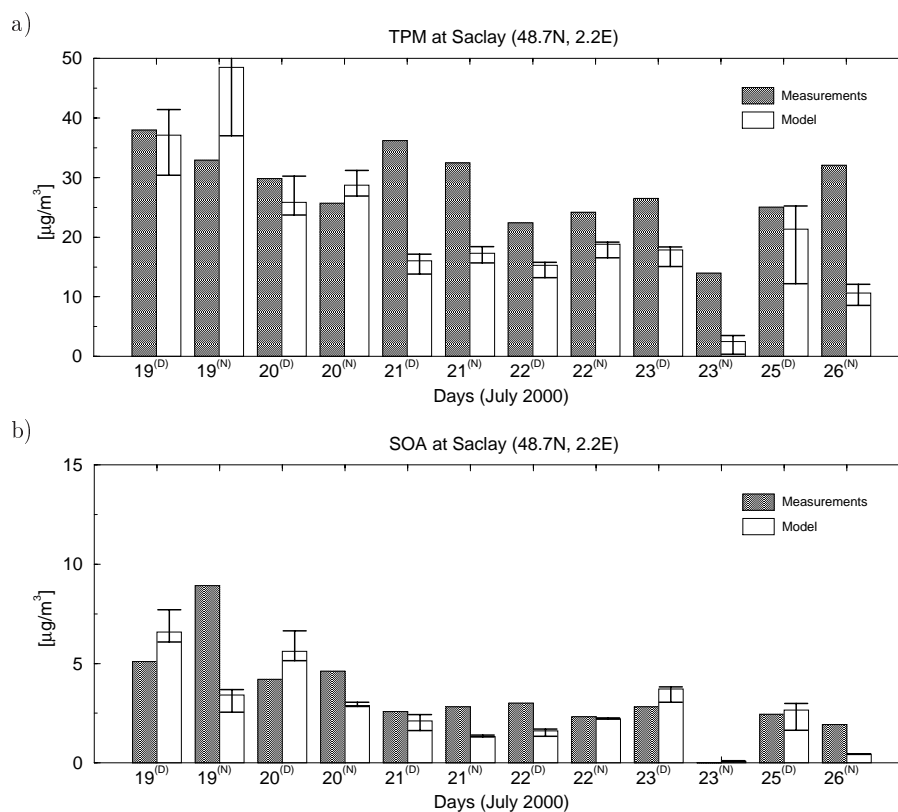 a)
TPM at Saclay (48.7N, 2.2E)
50
40
30
20
10
0
[μg/m³]
Measurements
Model
19(D) 19(N) 20(D) 20(N) 21(D) 21(N) 22(D) 22(N) 23(D) 23(N) 25(D) 26(N)
Days (July 2000)
b)
SOA at Saclay (48.7N, 2.2E)
15
10
5
0
[μg/m³]
Measurements
Model
19(D) 19(N) 20(D) 20(N) 21(D) 21(N) 22(D) 22(N) 23(D) 23(N) 25(D) 26(N)
Days (July 2000)